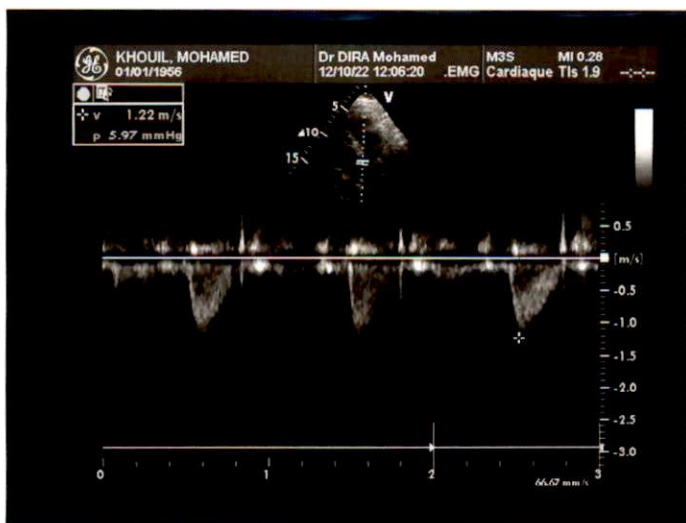 KHOUIL, MOHAMED
01/01/1956
Dr DIRA Mohamed
12/10/22 12:06:20 .EMG
M3S MI 0.28
Cardiaque TIs 1.9 --:--:--
v 1.22 m/s
p 5.97 mmHg
V
5
10
15
0.5
[m/s]
-0.5
-1.0
-1.5
-2.0
-2.5
-3.0
0 1 2 3
66.67 mm/s